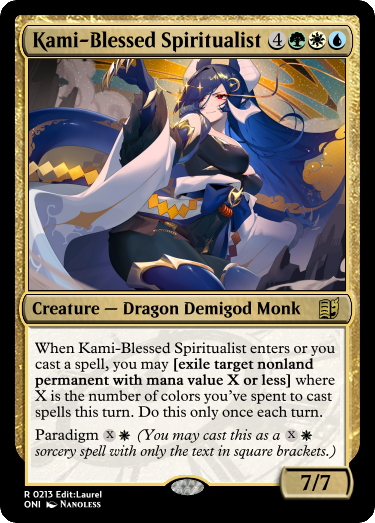 Kami-Blessed Spiritualist 4
Creature — Dragon Demigod Monk
When Kami-Blessed Spiritualist enters or you
cast a spell, you may [exile target nonland
permanent with mana value X or less] where
X is the number of colors you've spent to cast
spells this turn. Do this only once each turn.
Paradigm X (You may cast this as a X
sorcery spell with only the text in square brackets.)
7/7
R 0213 Edit:Laurel
ONI Nanoless